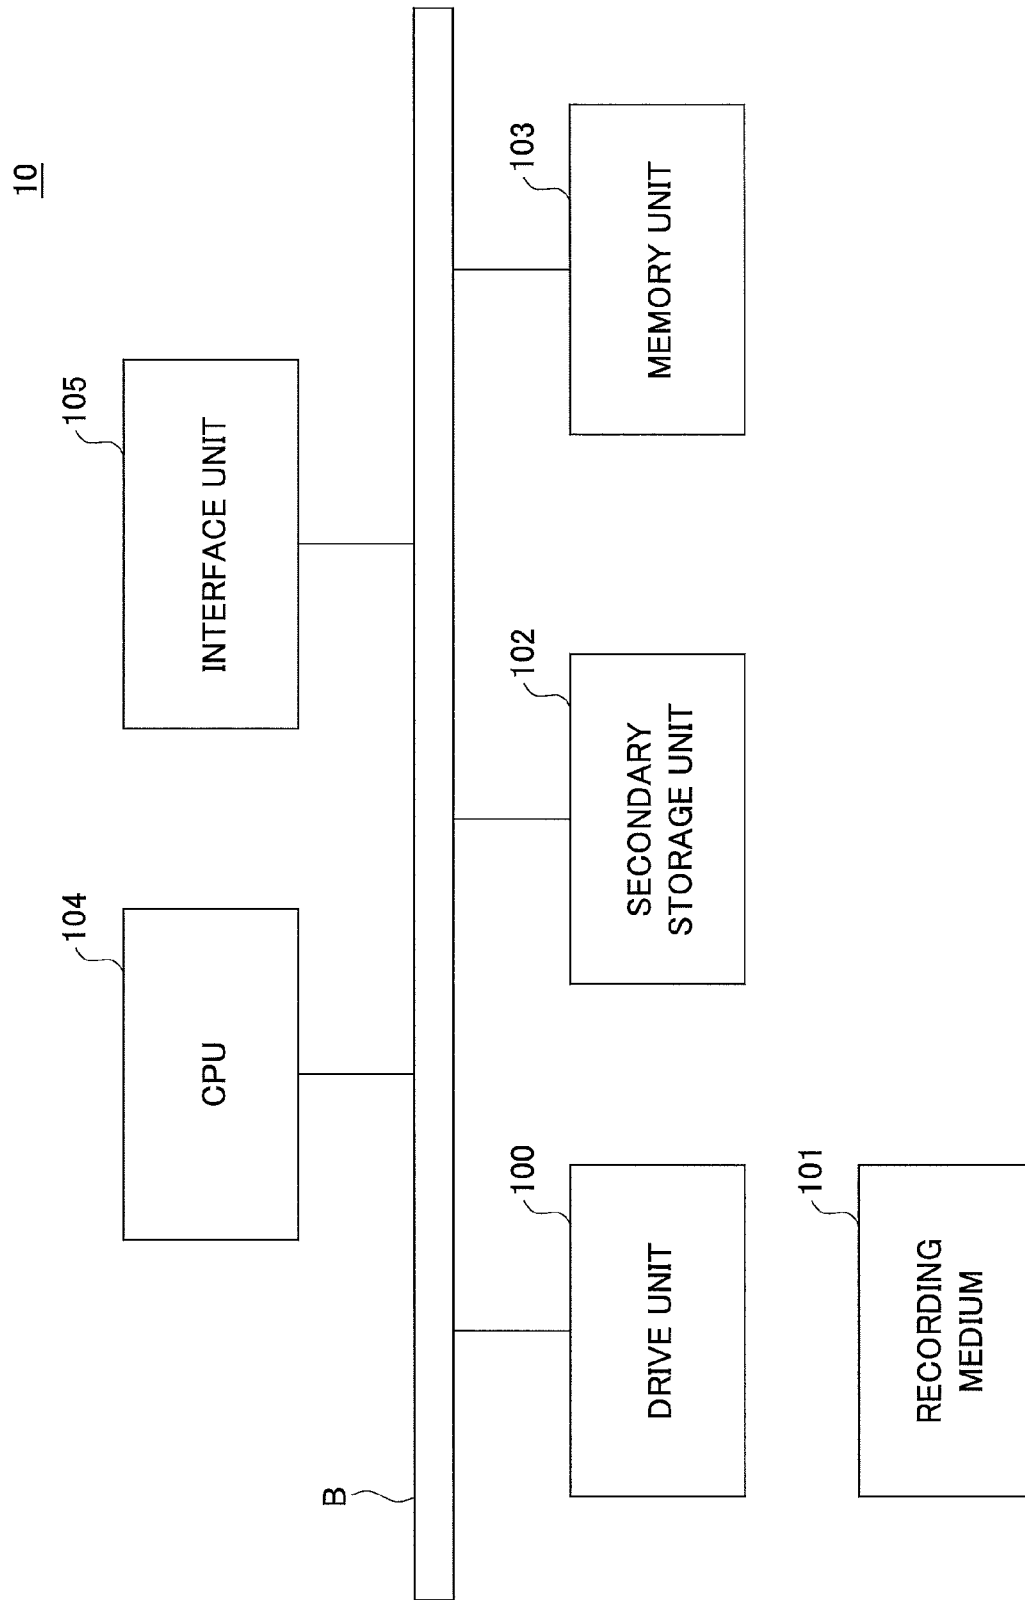 10
104
CPU
105
INTERFACE UNIT
B
100
DRIVE UNIT
102
SECONDARY
STORAGE UNIT
103
MEMORY UNIT
101
RECORDING
MEDIUM